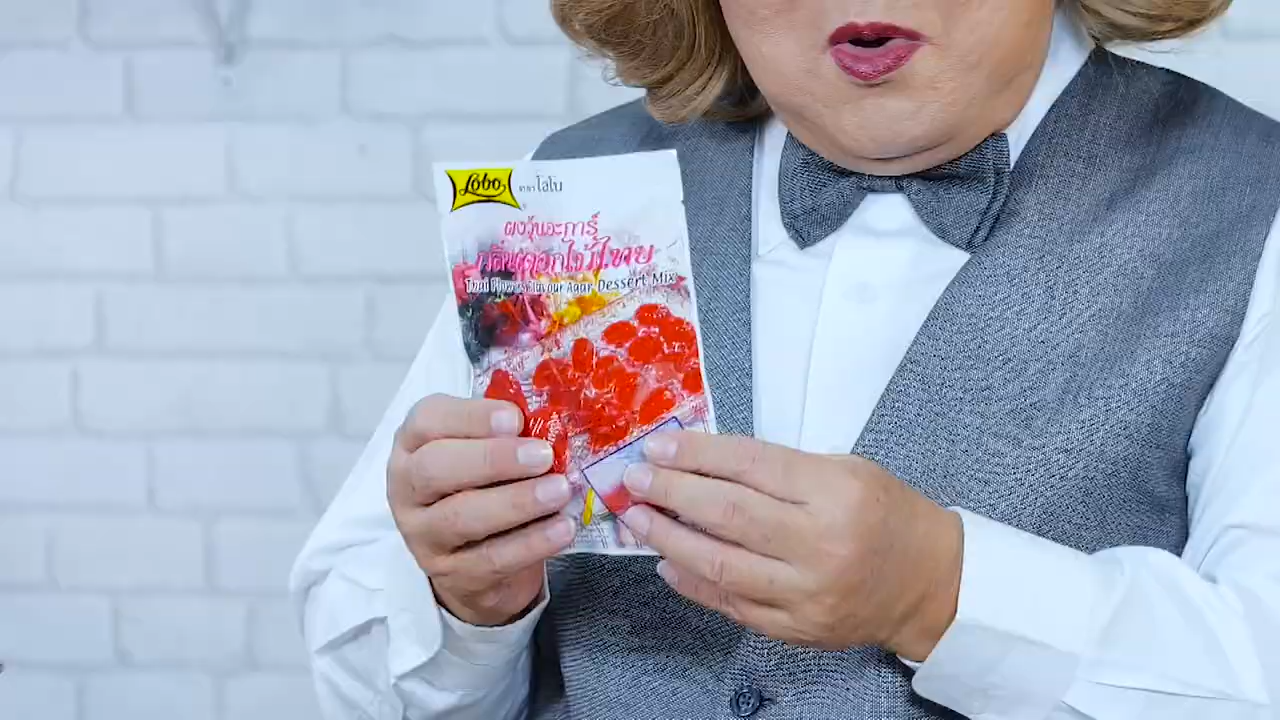 Lobo
ตราโลโบ
ผงวุ้นอะการ์
กลิ่นดอกไม้ไทย
Thai Flowers Flavour Agar Dessert Mix